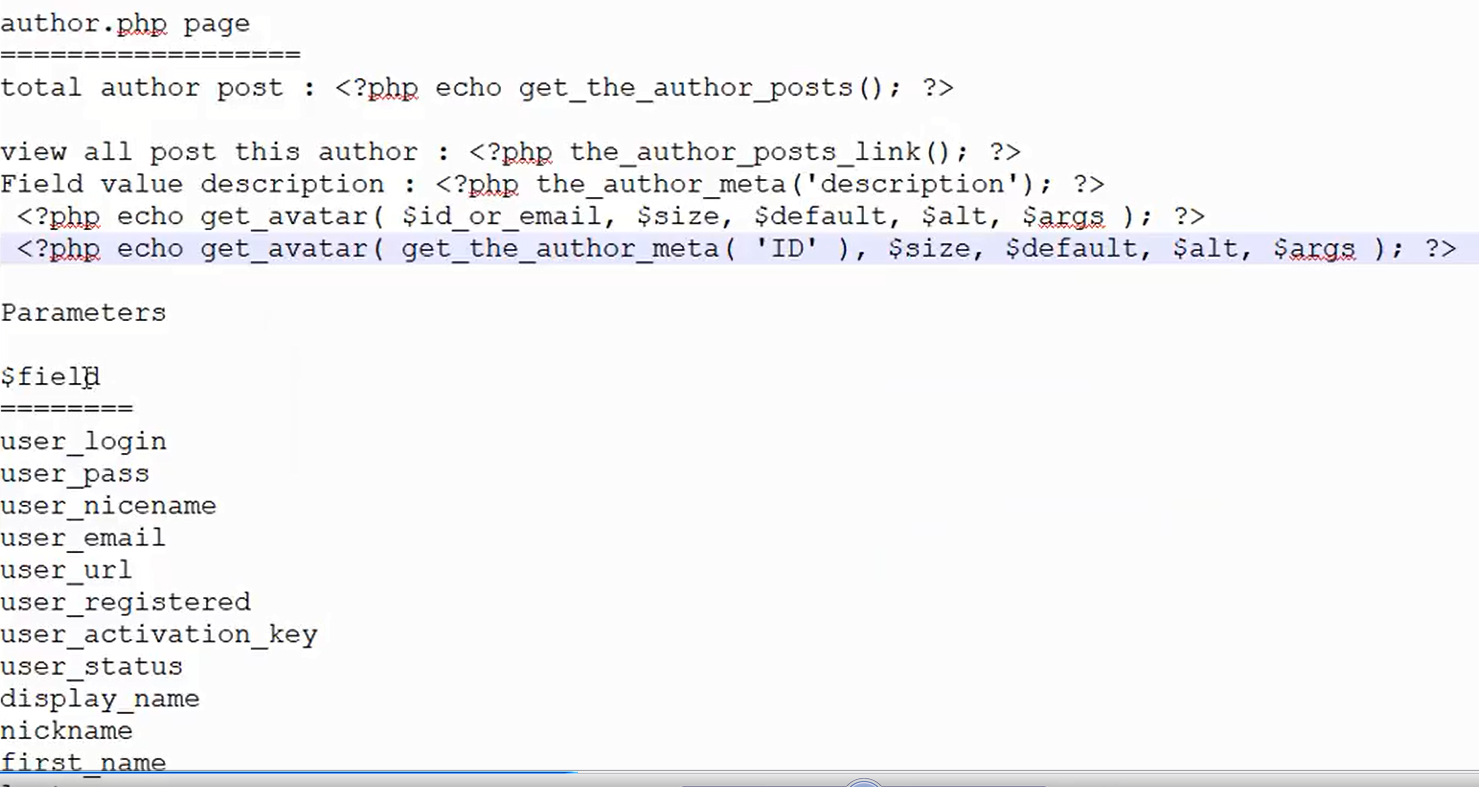 author.php page
==================
total author post : <?php echo get_the_author_posts(); ?>
view all post this author : <?php the_author_posts_link(); ?>
Field value description : <?php the_author_meta('description'); ?>
<?php echo get_avatar( $id_or_email, $size, $default, $alt, $args ); ?>
<?php echo get_avatar( get_the_author_meta( 'ID' ), $size, $default, $alt, $args ); ?>
Parameters
$field
========
user_login
user_pass
user_nicename
user_email
user_url
user_registered
user_activation_key
user_status
display_name
nickname
first_name